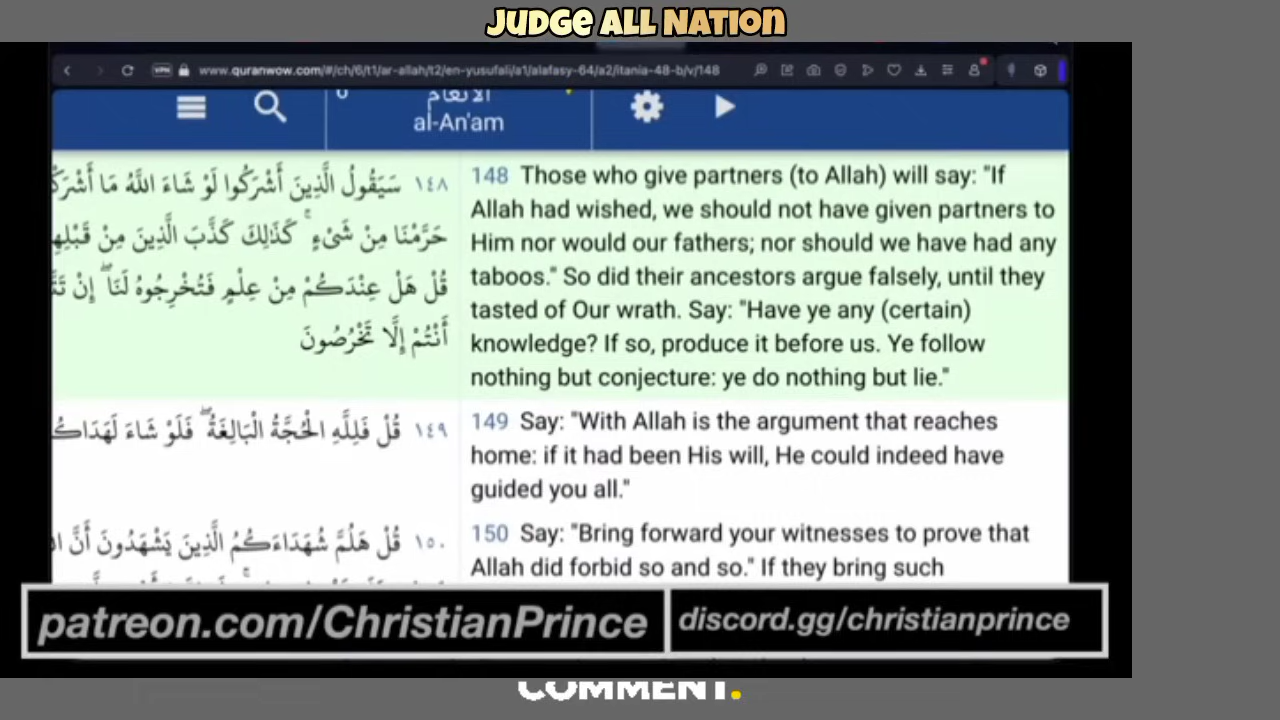 JUDGE ALL NATION
www.quranwow.com/#/ch/6/t1/ar-allah/t2/en-yusufali/a1/alafasy-64/a2/itania-48-b/v/148
الأنعام
al-An'am
١٤٨ سَيَقُولُ الَّذِينَ أَشْرَكُوا لَوْ شَاءَ اللَّهُ مَا أَشْرَكْ
حَرَّمْنَا مِنْ شَيْءٍ ۚ كَذَٰلِكَ كَذَّبَ الَّذِينَ مِنْ قَبْلِهِ
قُلْ هَلْ عِنْدَكُمْ مِنْ عِلْمٍ فَتُخْرِجُوهُ لَنَا ۖ إِنْ
أَنْتُمْ إِلَّا تَخْرُصُونَ
148 Those who give partners (to Allah) will say: "If
Allah had wished, we should not have given partners to
Him nor would our fathers; nor should we have had any
taboos." So did their ancestors argue falsely, until they
tasted of Our wrath. Say: "Have ye any (certain)
knowledge? If so, produce it before us. Ye follow
nothing but conjecture: ye do nothing but lie."
١٤٩ قُلْ فَلِلَّهِ الْحُجَّةُ الْبَالِغَةُ ۖ فَلَوْ شَاءَ لَهَدَاكُ
149 Say: "With Allah is the argument that reaches
home: if it had been His will, He could indeed have
guided you all."
١٥٠ قُلْ هَلُمَّ شُهَدَاءَكُمُ الَّذِينَ يَشْهَدُونَ أَنَّ
150 Say: "Bring forward your witnesses to prove that
Allah did forbid so and so." If they bring such
patreon.com/ChristianPrince
discord.gg/christianprince
COMMENT.